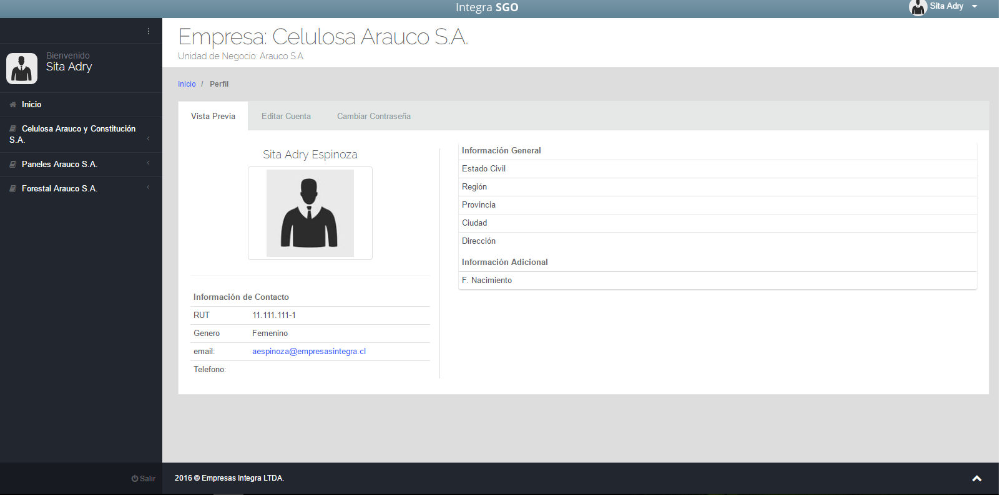 Integra SGO
Sita Adry
Bienvenido
Sita Adry
Inicio
Celulosa Arauco y Constitución
S.A.
Paneles Arauco S.A.
Forestal Arauco S.A.
Salir
Empresa: Celulosa Arauco S.A.
Unidad de Negocio: Arauco S.A.
Inicio / Perfil
Vista Previa Editar Cuenta Cambiar Contraseña
Sita Adry Espinoza
Información de Contacto
RUT 11.111.111-1
Genero Femenino
email: aespinoza@empresasintegra.cl
Telefono:
Información General
Estado Civil
Región
Provincia
Ciudad
Dirección
Información Adicional
F. Nacimiento
2016 © Empresas Integra LTDA.